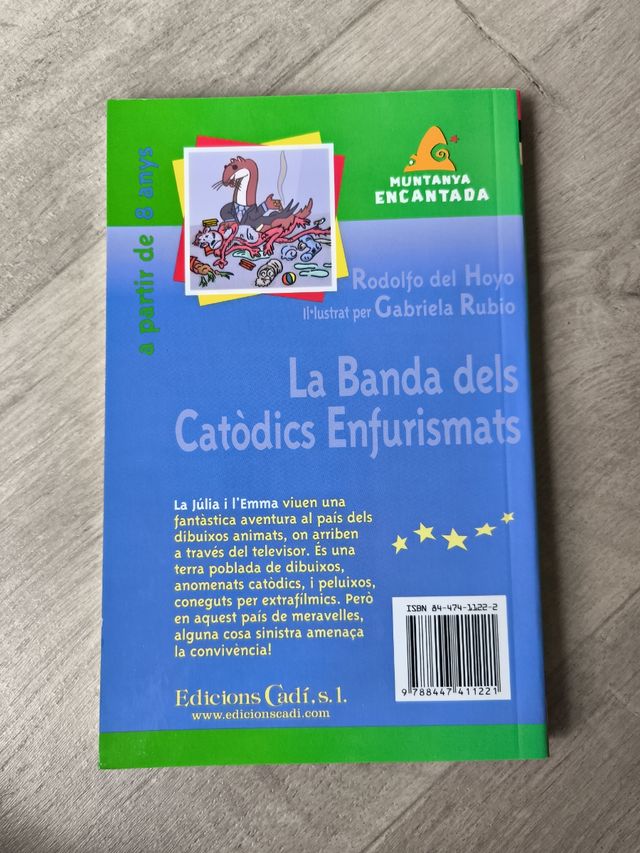 a partir de 8 anys
MUNTANYA
ENCANTADA
Rodolfo del Hoyo
Il·lustrat per Gabriela Rubio
La Banda dels
Catòdics Enfurismats
La Júlia i l'Emma viuen una
fantàstica aventura al país dels
dibuixos animats, on arriben
a través del televisor. És una
terra poblada de dibuixos,
anomenats catòdics, i peluixos,
coneguts per extrafílmics. Però
en aquest país de meravelles,
alguna cosa sinistra amenaça
la convivència!
ISBN 84-474-1122-2
9 788447 411221
Edicions Cadí, s.l.
www.edicionscadi.com